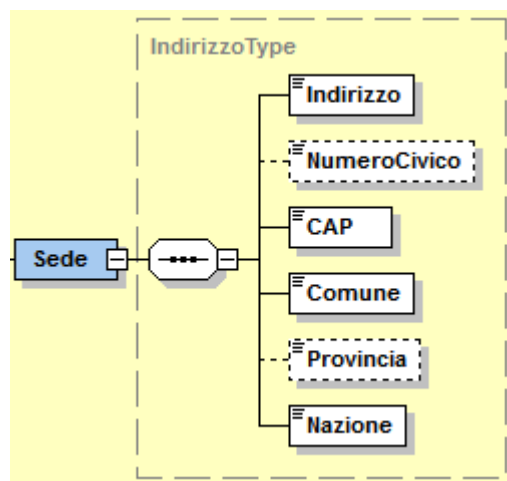 IndirizzoType
Indirizzo
NumeroCivico
CAP
Sede
Comune
Provincia
Nazione